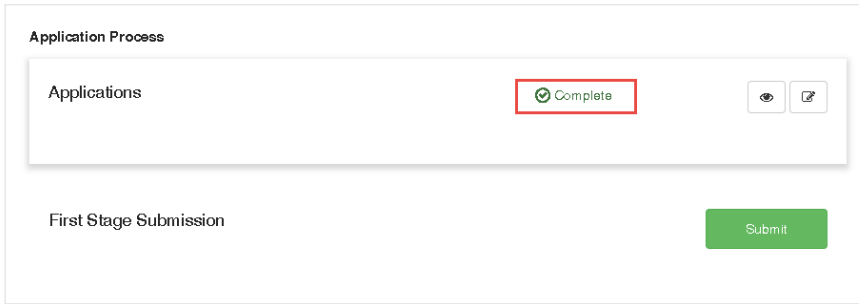 Application Process
Applications
Complete
First Stage Submission
Submit